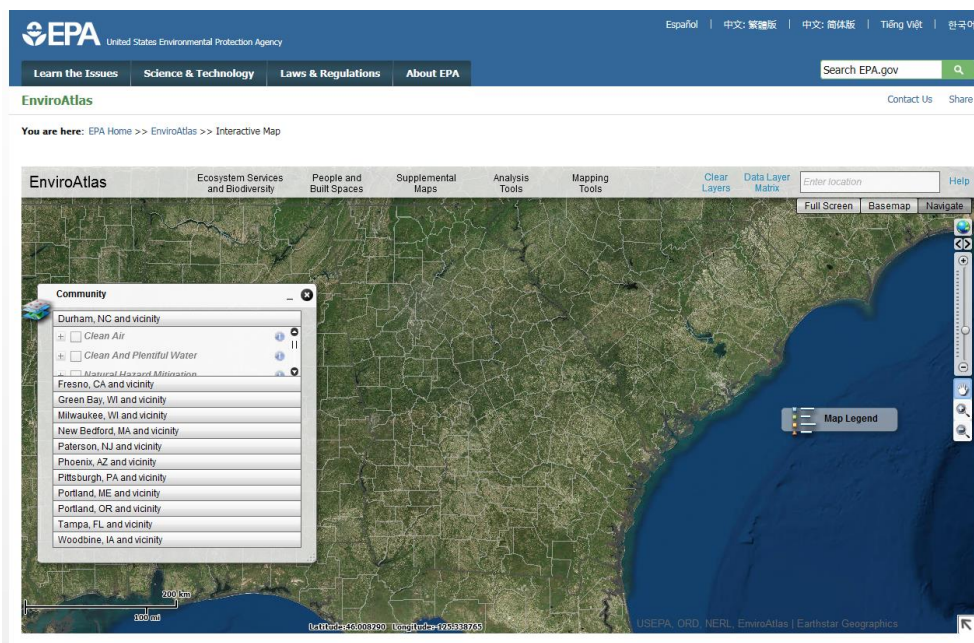 Español | 中文: 繁體版 | 中文: 简体版 | Tiếng Việt | 한국어
EPA United States Environmental Protection Agency
Learn the Issues Science & Technology Laws & Regulations About EPA Search EPA.gov
EnviroAtlas Contact Us Share
You are here: EPA Home >> EnviroAtlas >> Interactive Map
EnviroAtlas Ecosystem Services and Biodiversity People and Built Spaces Supplemental Maps Analysis Tools Mapping Tools Clear Layers Data Layer Matrix Enter location Help
Full Screen Basemap Navigate
Community
Durham, NC and vicinity
Clean Air
Clean And Plentiful Water
Natural Hazard Mitigation
Fresno, CA and vicinity
Green Bay, WI and vicinity
Milwaukee, WI and vicinity
New Bedford, MA and vicinity
Paterson, NJ and vicinity
Phoenix, AZ and vicinity
Pittsburgh, PA and vicinity
Portland, ME and vicinity
Portland, OR and vicinity
Tampa, FL and vicinity
Woodbine, IA and vicinity
Map Legend
200 km
100 mi
Latitude:46.008290 Longitude:-125.338765
USEPA, ORD, NERL, EnviroAtlas | Earthstar Geographics